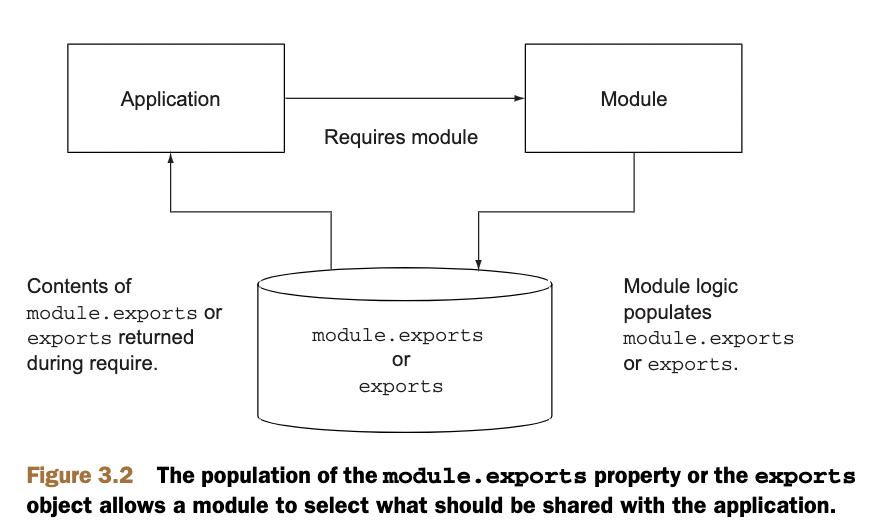 Application
Module
Requires module
Contents of
module.exports or
exports returned
during require.
module.exports
or
exports
Module logic
populates
module.exports
or exports.
Figure 3.2 The population of the module.exports property or the exports
object allows a module to select what should be shared with the application.